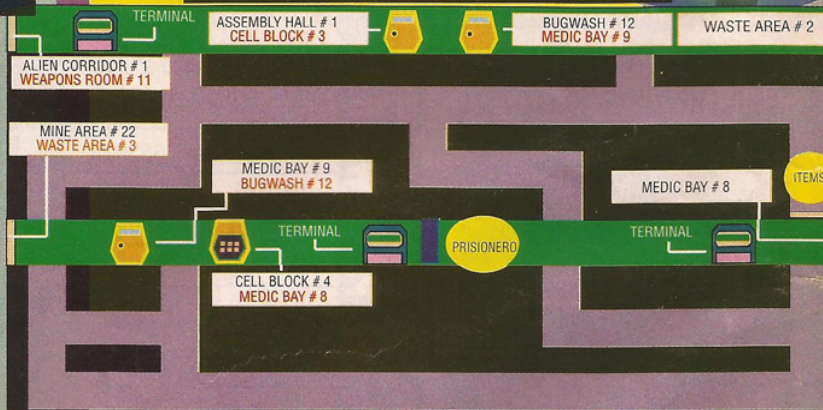 TERMINAL
ASSEMBLY HALL # 1
CELL BLOCK # 3
BUGWASH # 12
MEDIC BAY # 9
WASTE AREA # 2
ALIEN CORRIDOR # 1
WEAPONS ROOM # 11
MINE AREA # 22
WASTE AREA # 3
MEDIC BAY # 9
BUGWASH # 12
MEDIC BAY # 8
ITEMS
TERMINAL
PRISIONERO
TERMINAL
CELL BLOCK # 4
MEDIC BAY # 8